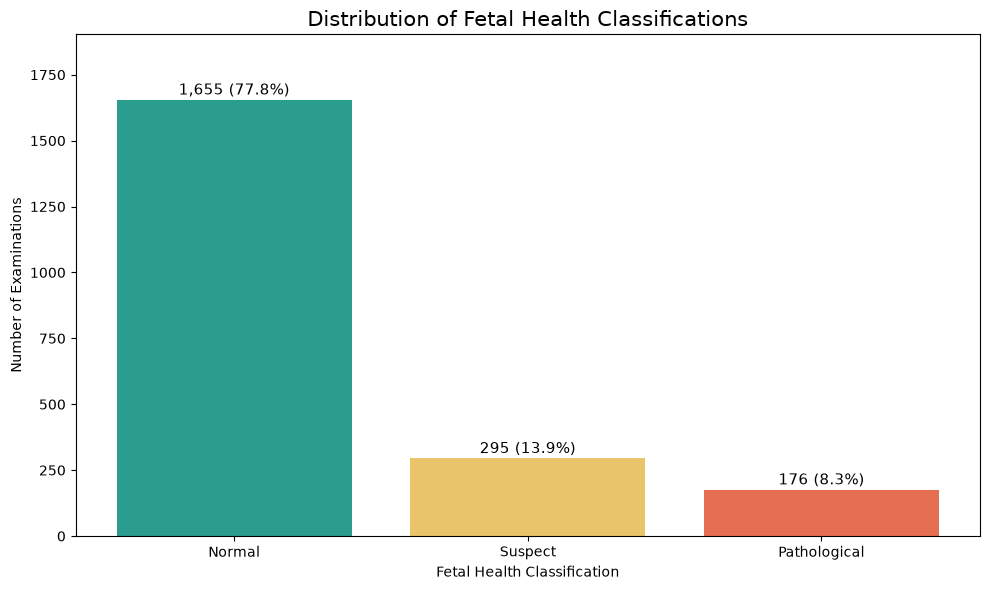 Distribution of Fetal Health Classifications
Number of Examinations
1750
1500
1250
1000
750
500
250
0
1,655 (77.8%)
295 (13.9%)
176 (8.3%)
Normal
Suspect
Pathological
Fetal Health Classification